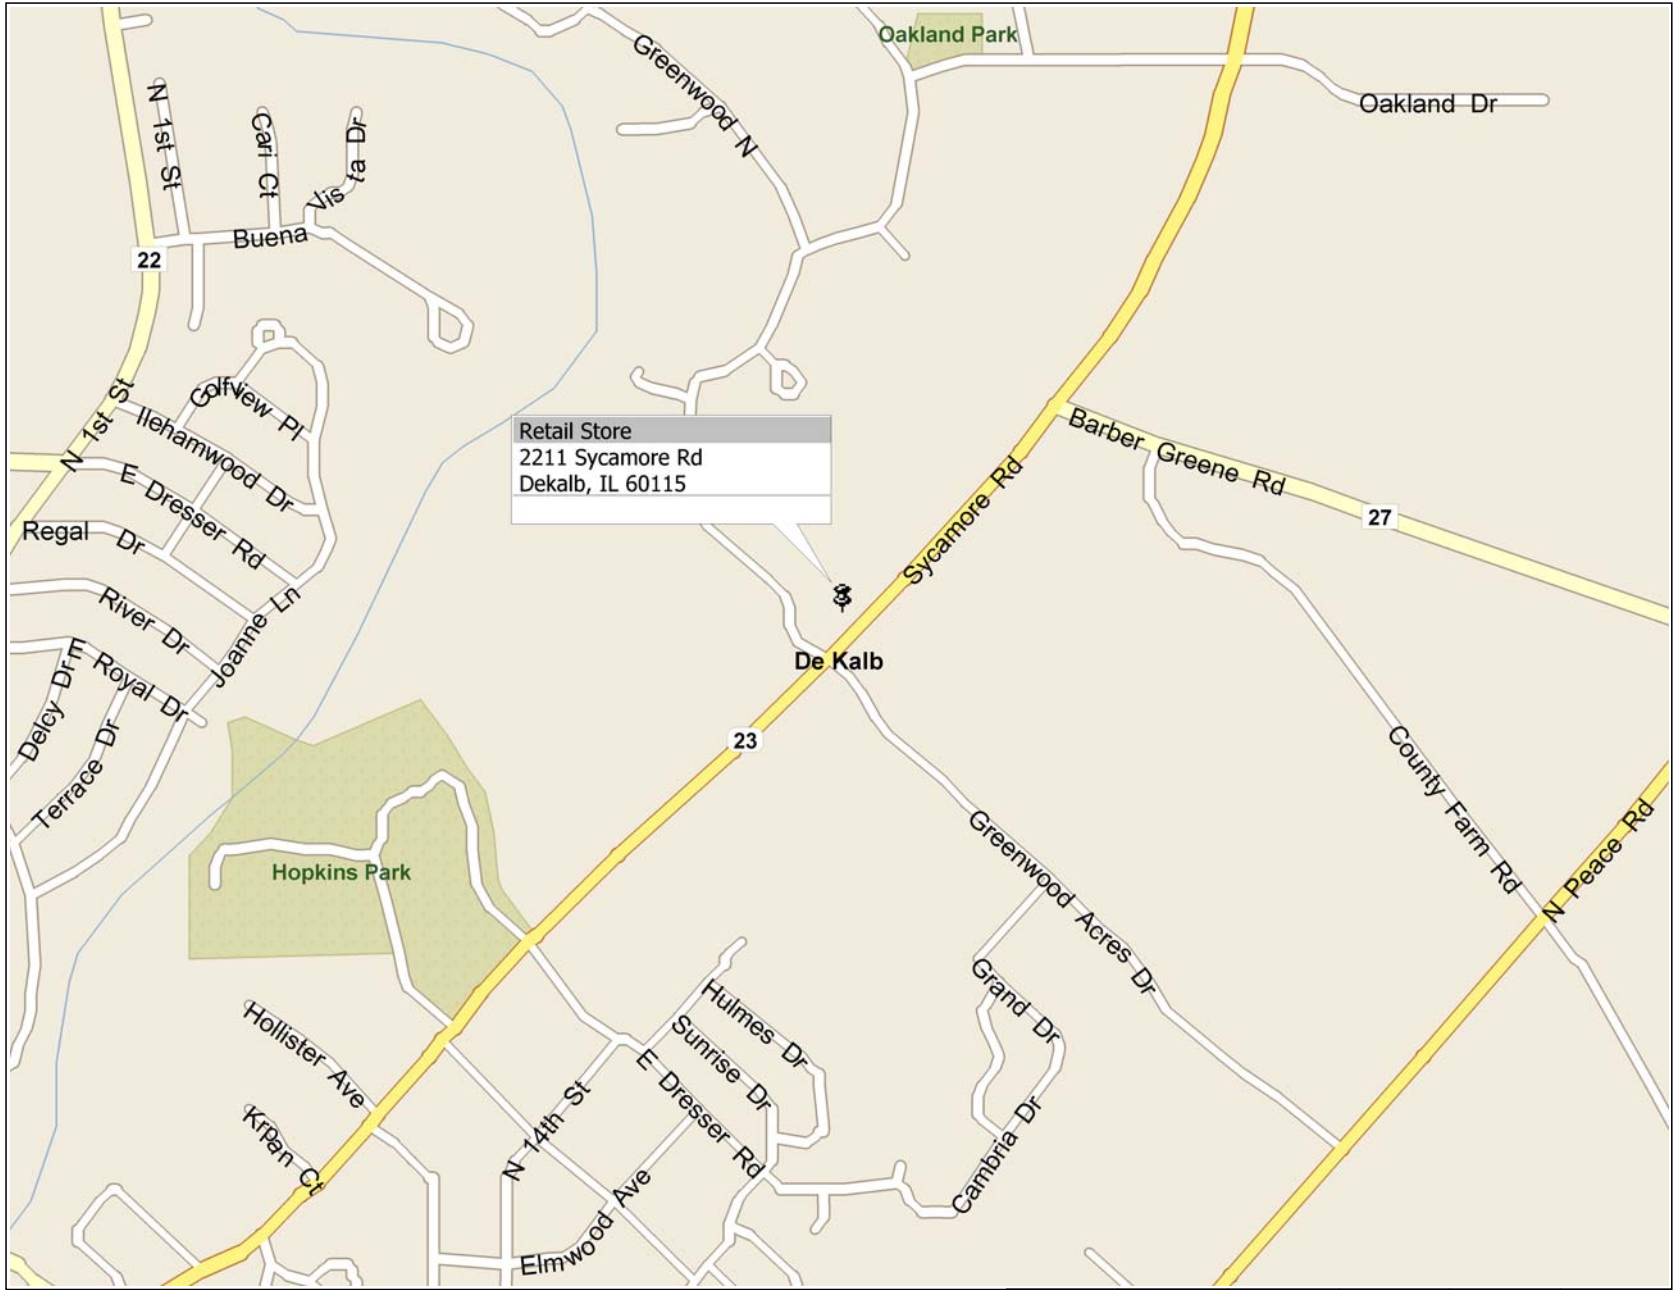 Oakland Park
Greenwood N
Oakland Dr
N 1st St
Cari Ct
Buena Vista Dr
22
Golfview Pl
N 1st St
Ilehamwood Dr
Retail Store
2211 Sycamore Rd
Dekalb, IL 60115
Barber Greene Rd
27
Sycamore Rd
E Dresser Rd
Regal Dr
River Dr
Joanne Ln
E Royal Dr
Delcy Dr
Terrace Dr
De Kalb
23
County Farm Rd
N Peace Rd
Hopkins Park
Greenwood Acres Dr
Grand Dr
Hulmes Dr
Sunrise Dr
Hollister Ave
E Dresser Rd
N 14th St
Krpan Ct
Cambria Dr
Elmwood Ave